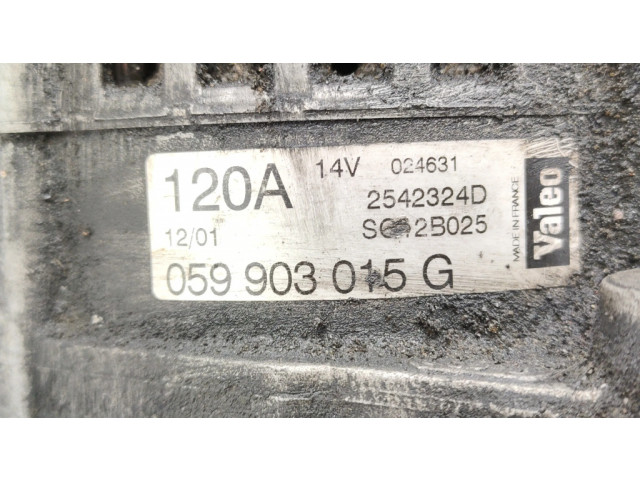 120A 14V 024631
2542324D
12/01
059 903 015 G
MADE IN FRANCE
Valeo